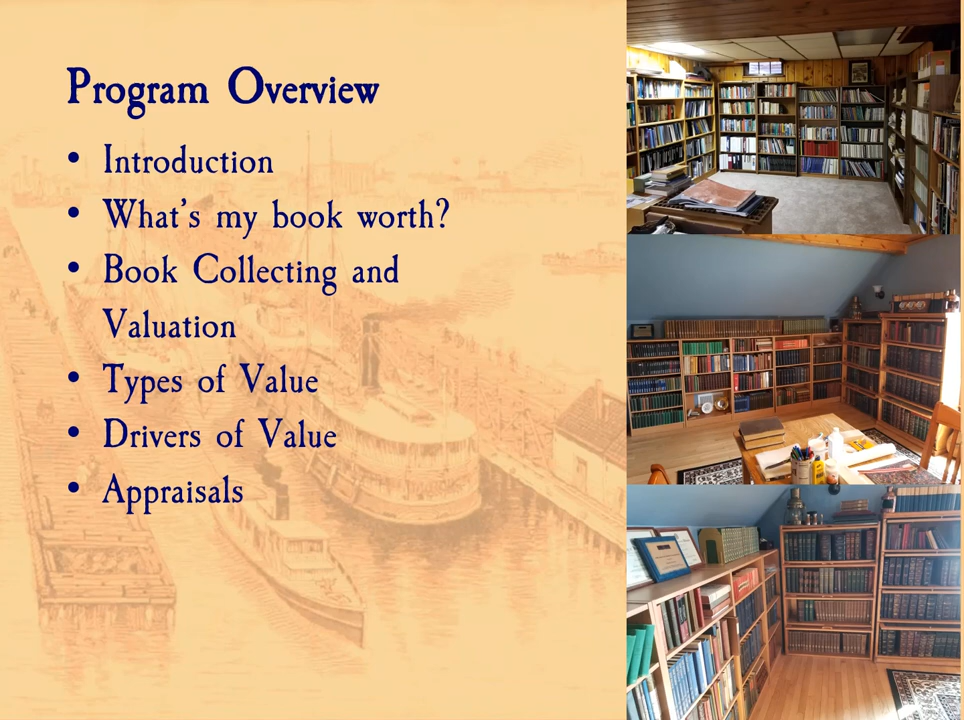 Program Overview
• Introduction
• What's my book worth?
• Book Collecting and
Valuation
• Types of Value
• Drivers of Value
• Appraisals